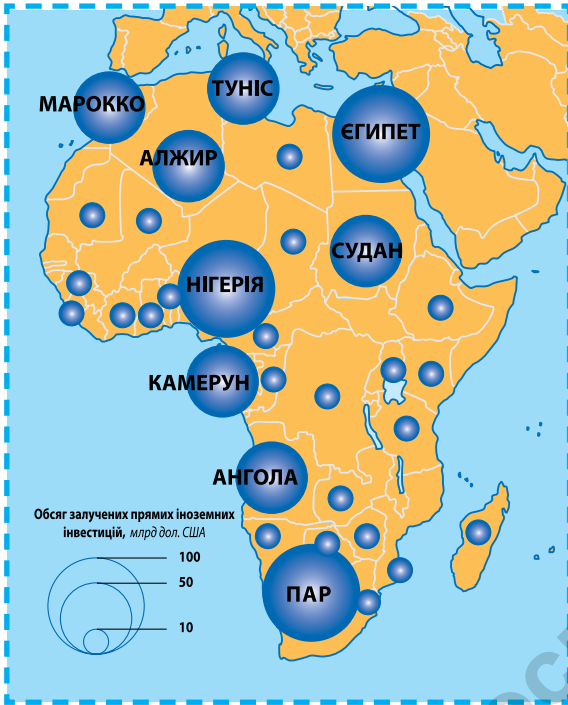 ТУНІС
МАРОККО
ЄГИПЕТ
АЛЖИР
СУДАН
НІГЕРІЯ
КАМЕРУН
АНГОЛА
Обсяг залучених прямих іноземних
інвестицій, млрд дол. США
100
50
10
ПАР